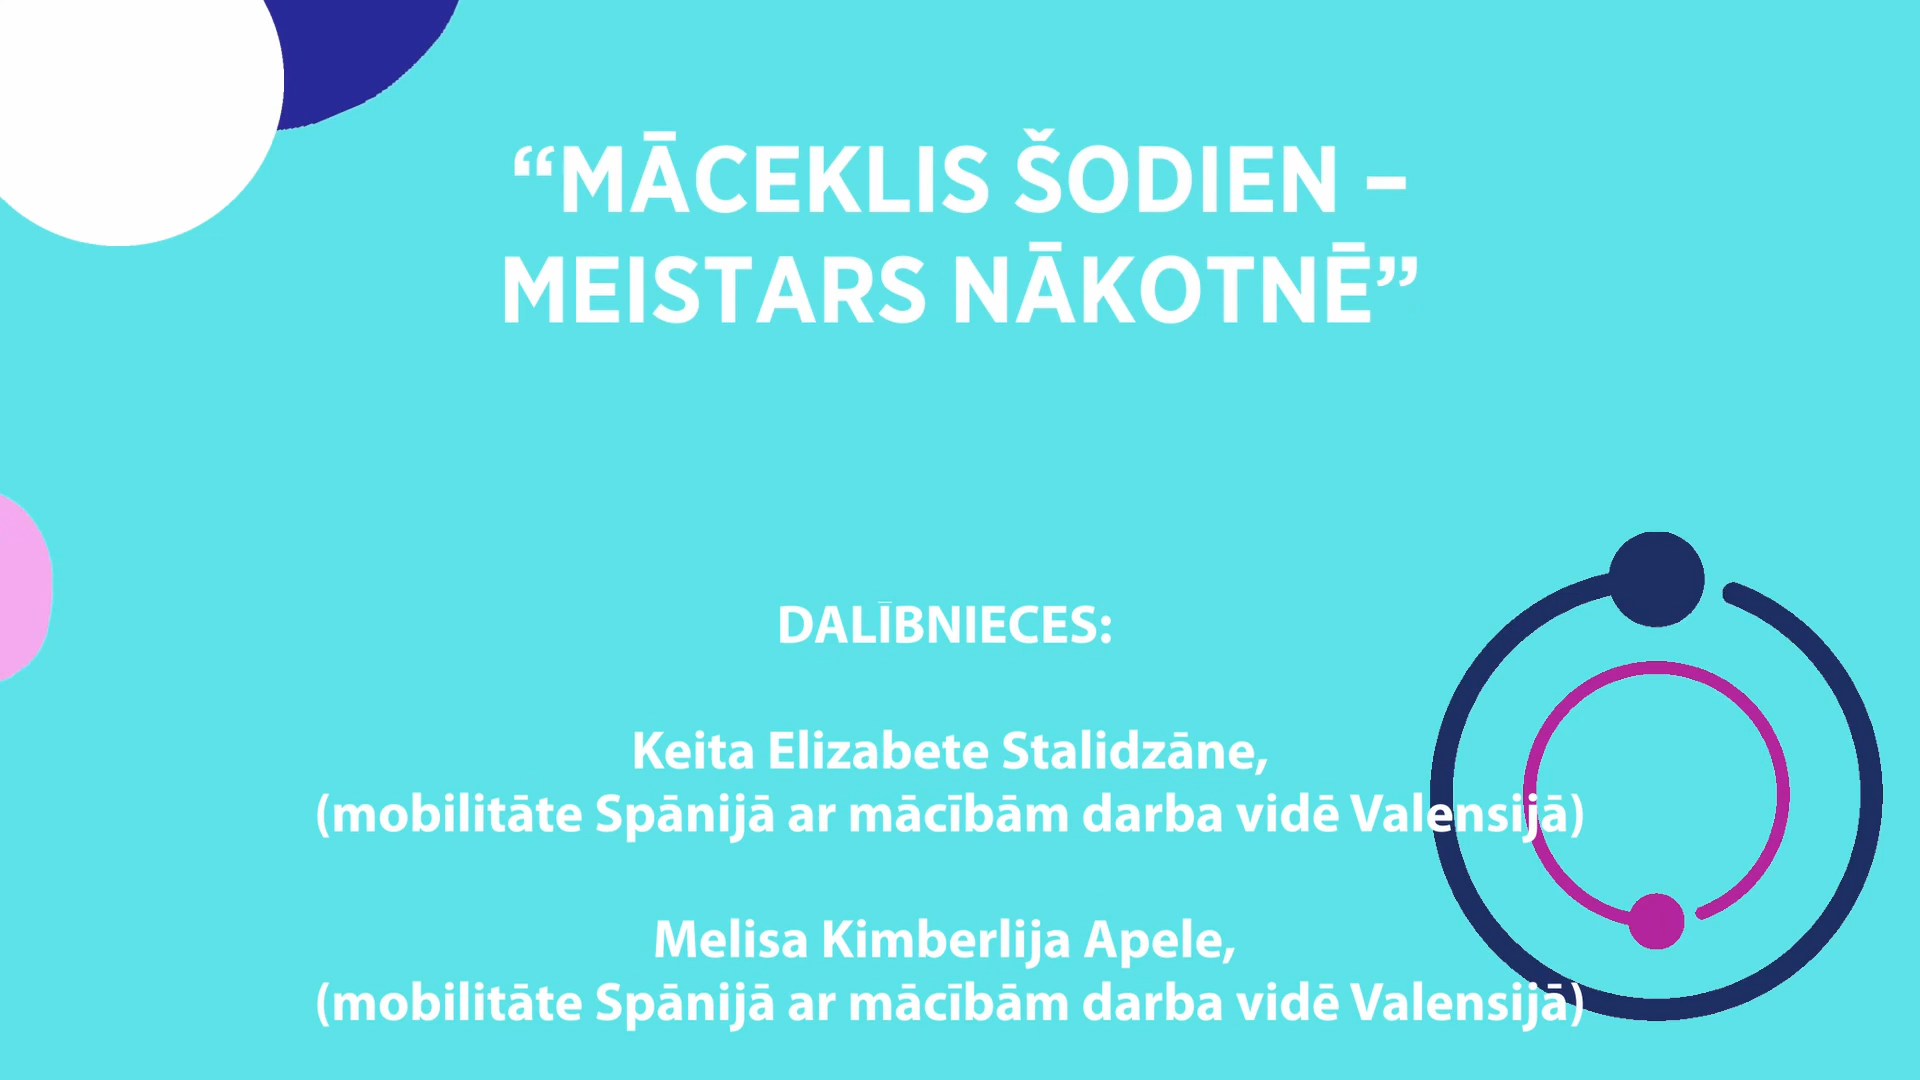 “MĀCEKLIS ŠODIEN –
MEISTARS NĀKOTNĒ”
DALĪBNIECES:
Keita Elizabete Stalidzāne,
(mobilitāte Spānijā ar mācībām darba vidē Valensijā)
Melisa Kimberlija Apele,
(mobilitāte Spānijā ar mācībām darba vidē Valensijā)